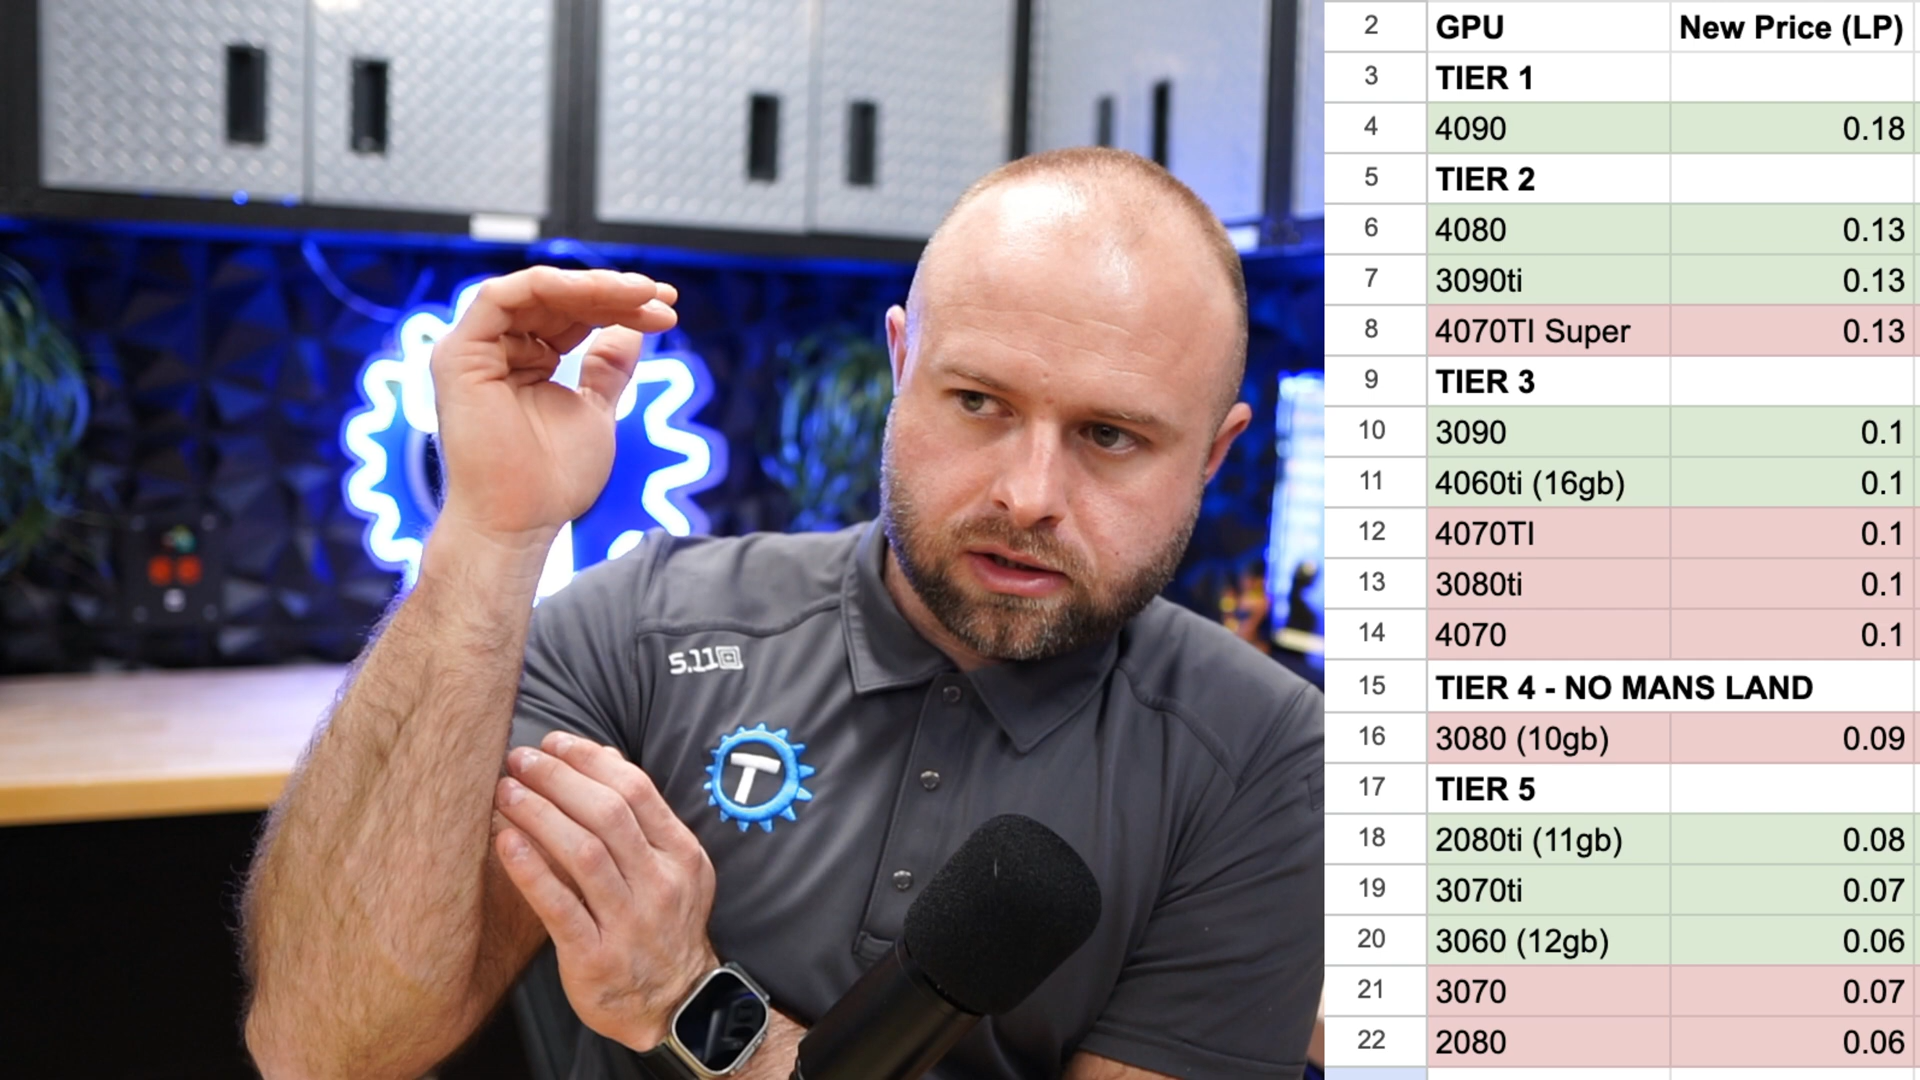 5.11
T
2 GPU New Price (LP)
3 TIER 1
4 4090 0.18
5 TIER 2
6 4080 0.13
7 3090ti 0.13
8 4070TI Super 0.13
9 TIER 3
10 3090 0.1
11 4060ti (16gb) 0.1
12 4070TI 0.1
13 3080ti 0.1
14 4070 0.1
15 TIER 4 - NO MANS LAND
16 3080 (10gb) 0.09
17 TIER 5
18 2080ti (11gb) 0.08
19 3070ti 0.07
20 3060 (12gb) 0.06
21 3070 0.07
22 2080 0.06